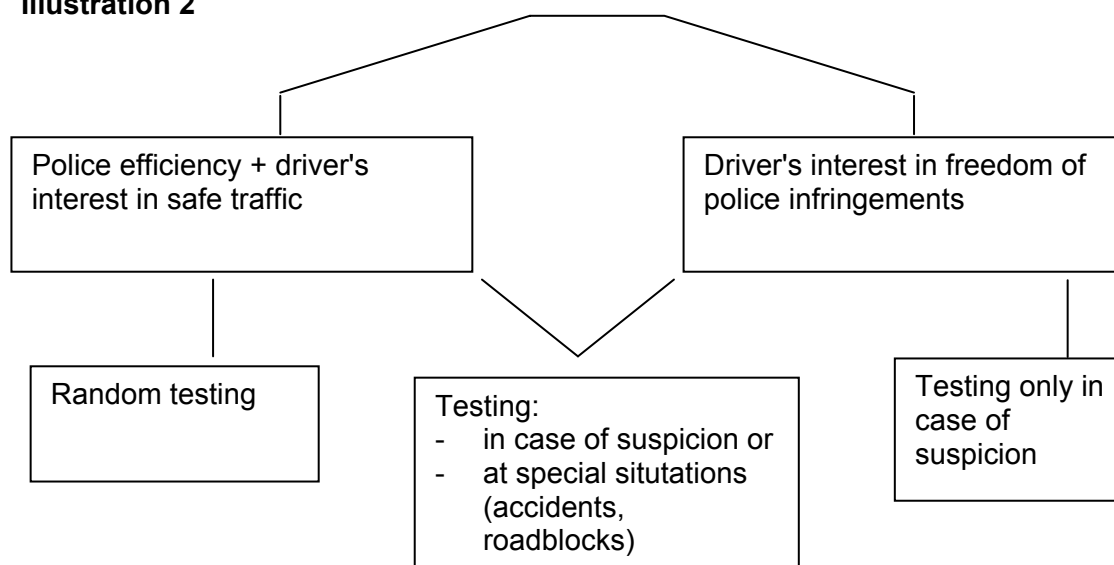 Illustration 2
Police efficiency + driver's
interest in safe traffic
Driver's interest in freedom of
police infringements
Random testing
Testing:
- in case of suspicion or
- at special situtations
(accidents,
roadblocks)
Testing only in
case of
suspicion